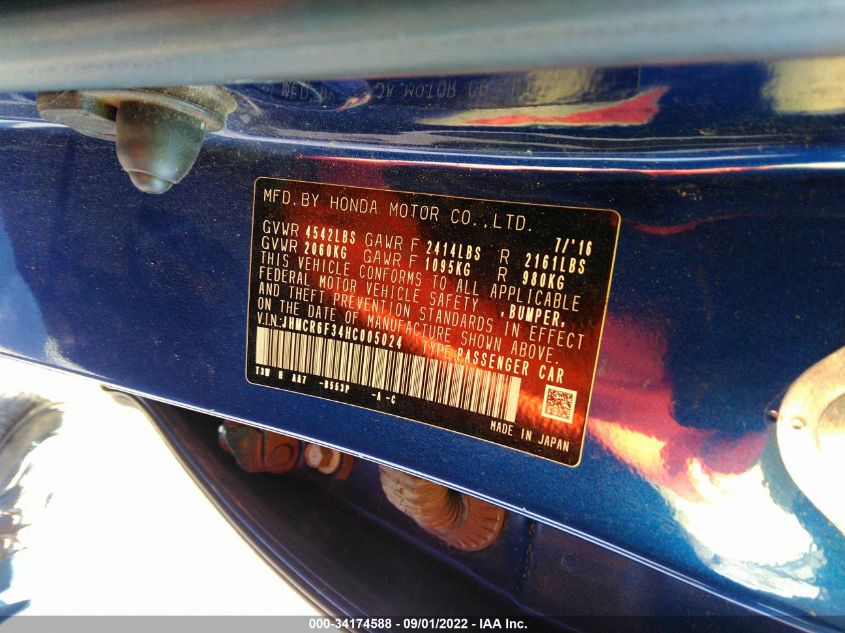 MFD. BY HONDA MOTOR CO., LTD.
7/'16
GVWR 4542LBS GAWR F 2414LBS R 2161LBS
GVWR 2060KG GAWR F 1095KG R 980KG
THIS VEHICLE CONFORMS TO ALL APPLICABLE
FEDERAL MOTOR VEHICLE SAFETY, BUMPER,
AND THEFT PREVENTION STANDARDS IN EFFECT
ON THE DATE OF MANUFACTURE SHOWN ABOVE.
VIN: JHMCR6F34HC005024 TYPE: PASSENGER CAR
T3W N AA7 -B553P -A -C
MADE IN JAPAN
000-34174588 - 09/01/2022 - IAA Inc.